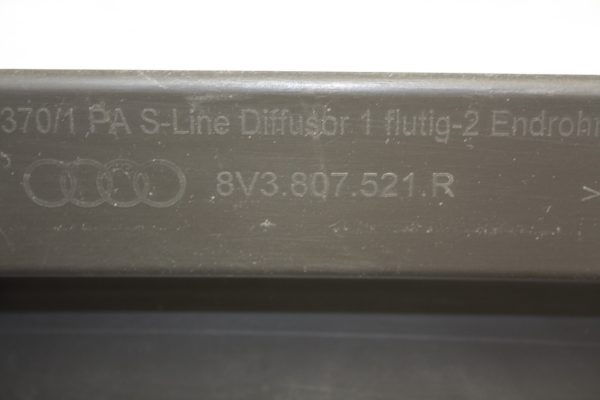 370/1 PA S-Line Diffusor 1 flutig-2 Endrohr
8V3.807.521.R
>